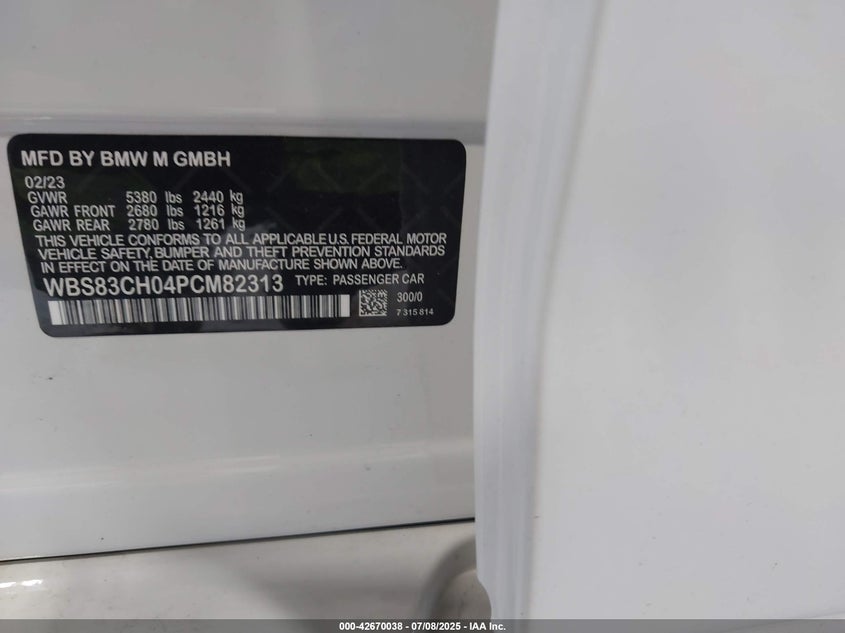 MFD BY BMW M GMBH
02/23
GVWR 5380 lbs 2440 kg
GAWR FRONT 2680 lbs 1216 kg
GAWR REAR 2780 lbs 1261 kg
THIS VEHICLE CONFORMS TO ALL APPLICABLE U.S. FEDERAL MOTOR
VEHICLE SAFETY, BUMPER AND THEFT PREVENTION STANDARDS
IN EFFECT ON THE DATE OF MANUFACTURE SHOWN ABOVE.
WBS83CH04PCM82313 TYPE: PASSENGER CAR
300/0
7 315 814
000-42670038 - 07/08/2025 - IAA Inc.